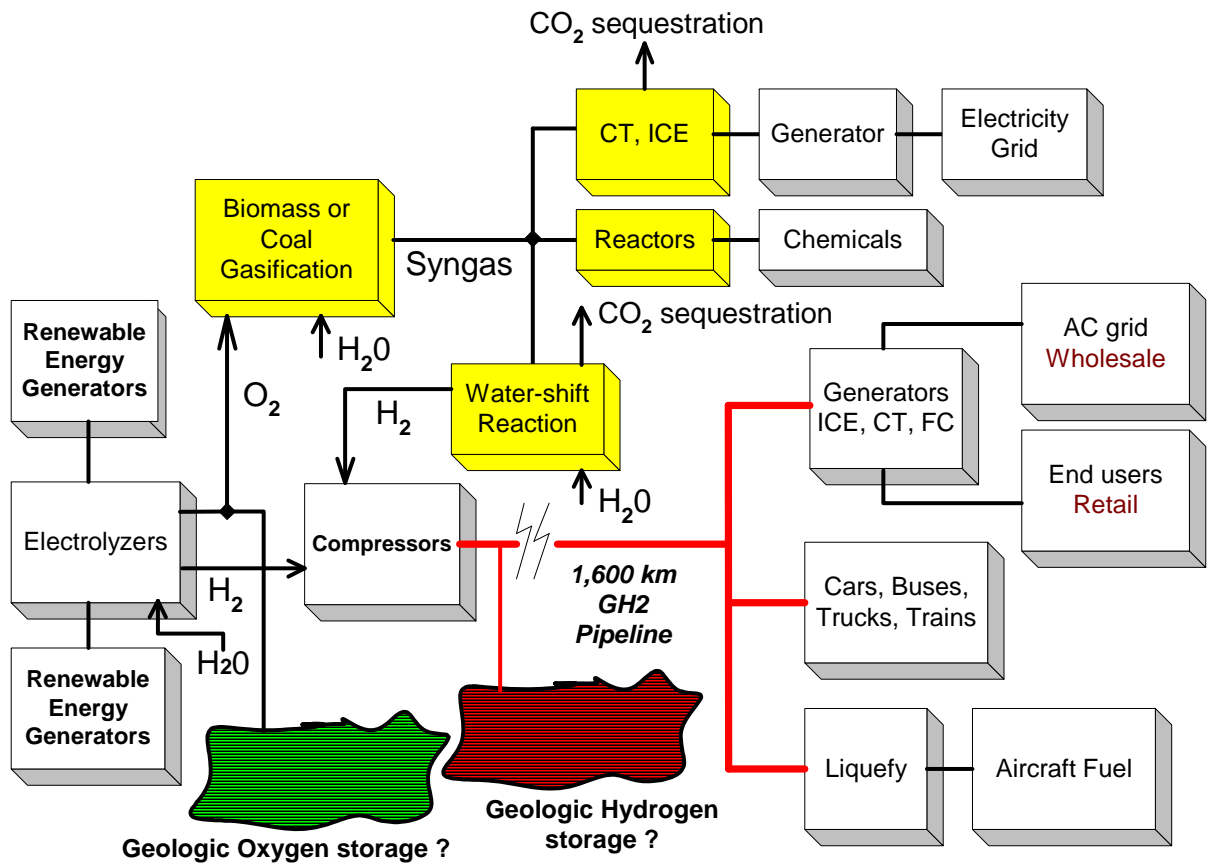 CO₂ sequestration
CT, ICE
Generator
Electricity
Grid
Biomass or
Coal
Gasification
Syngas
Reactors
Chemicals
CO₂ sequestration
Renewable
Energy
Generators
H₂0
O₂
H₂
Water-shift
Reaction
H₂0
Generators
ICE, CT, FC
AC grid
Wholesale
End users
Retail
Electrolyzers
H₂
H20
Compressors
1,600 km
GH2
Pipeline
Cars, Buses,
Trucks, Trains
Renewable
Energy
Generators
Liquefy
Aircraft Fuel
Geologic Hydrogen
storage ?
Geologic Oxygen storage ?